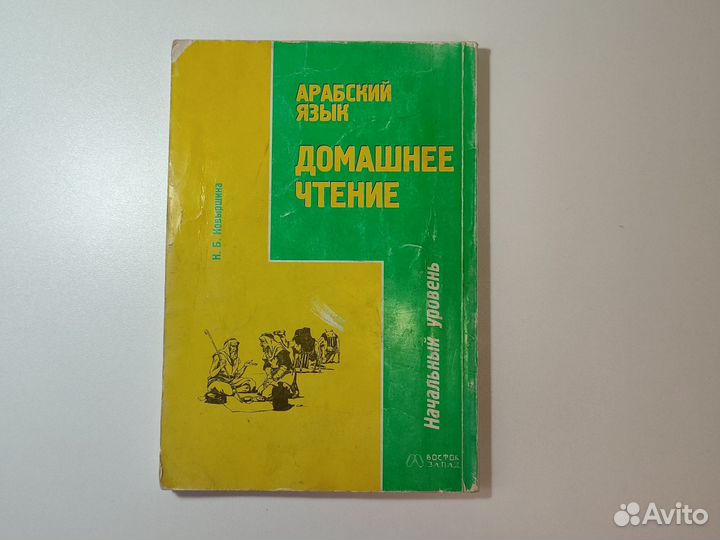 АРАБСКИЙ
ЯЗЫК
ДОМАШНЕЕ
ЧТЕНИЕ
Н. Б. Ковыршина
Начальный уровень
ВОСТОК
ЗАПАД
Avito